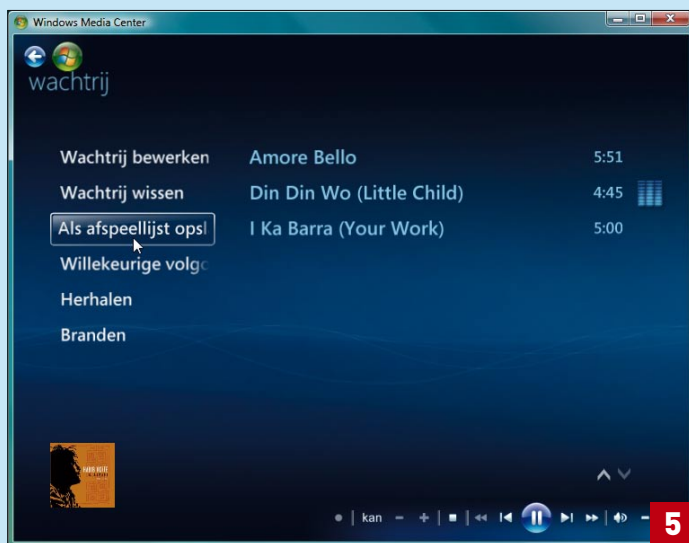 Windows Media Center
wachtrij
Wachtrij bewerken
Amore Bello 5:51
Wachtrij wissen
Din Din Wo (Little Child) 4:45
Als afspeellijst opsl
I Ka Barra (Your Work) 5:00
Willekeurige volgo
Herhalen
Branden
kan
5